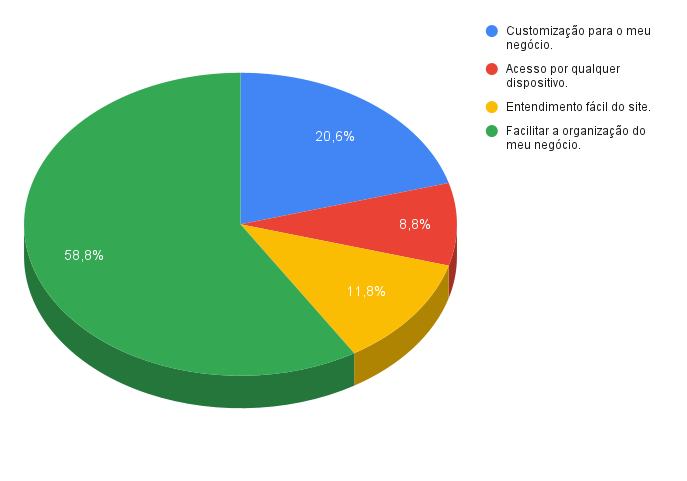 Customização para o meu
negócio.
Acesso por qualquer
dispositivo.
Entendimento fácil do site.
Facilitar a organização do
meu negócio.
20,6%
8,8%
11,8%
58,8%